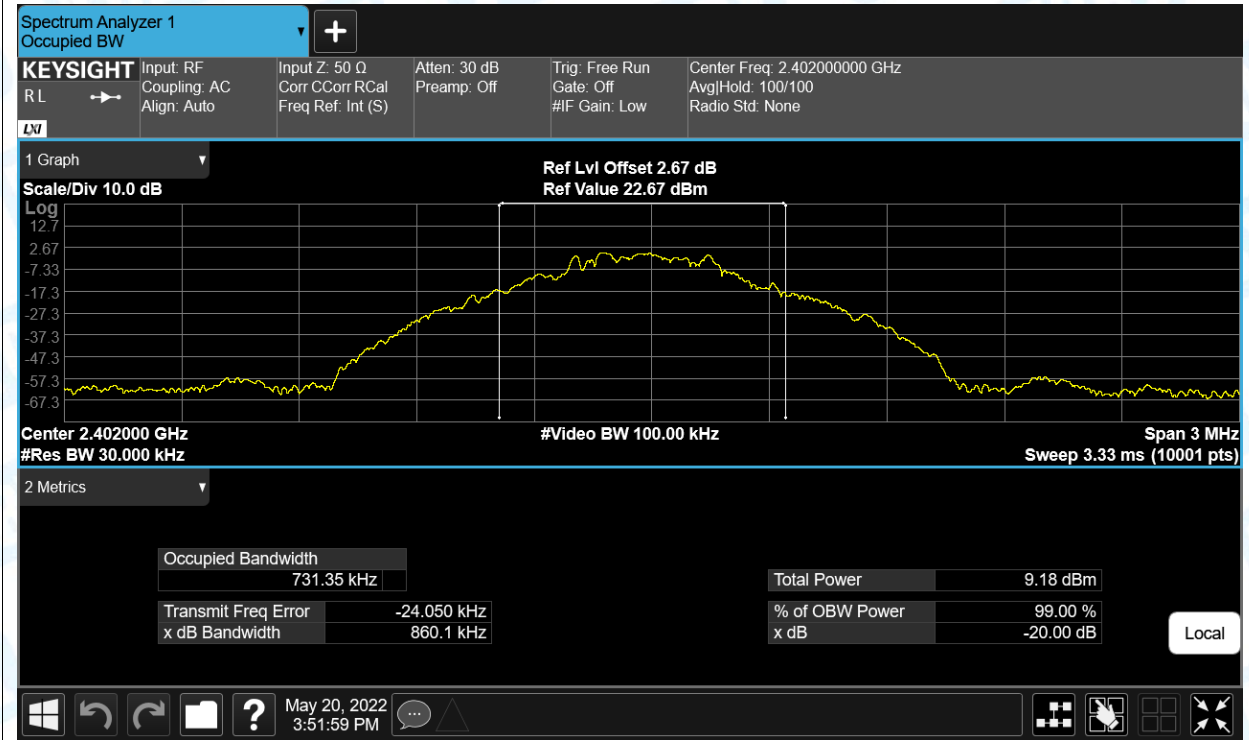 Spectrum Analyzer 1
Occupied BW
KEYSIGHT
R L
LXI
Input: RF
Coupling: AC
Align: Auto
Input Z: 50 Ω
Corr CCorr RCal
Freq Ref: Int (S)
Atten: 30 dB
Preamp: Off
Trig: Free Run
Gate: Off
#IF Gain: Low
Center Freq: 2.402000000 GHz
Avg|Hold: 100/100
Radio Std: None
1 Graph
Scale/Div 10.0 dB
Ref Lvl Offset 2.67 dB
Ref Value 22.67 dBm
Log
12.7
2.67
-7.33
-17.3
-27.3
-37.3
-47.3
-57.3
-67.3
Center 2.402000 GHz
#Video BW 100.00 kHz
Span 3 MHz
#Res BW 30.000 kHz
Sweep 3.33 ms (10001 pts)
2 Metrics
Occupied Bandwidth
731.35 kHz
Total Power 9.18 dBm
Transmit Freq Error -24.050 kHz
% of OBW Power 99.00 %
x dB Bandwidth 860.1 kHz
x dB -20.00 dB
Local
?
May 20, 2022
3:51:59 PM